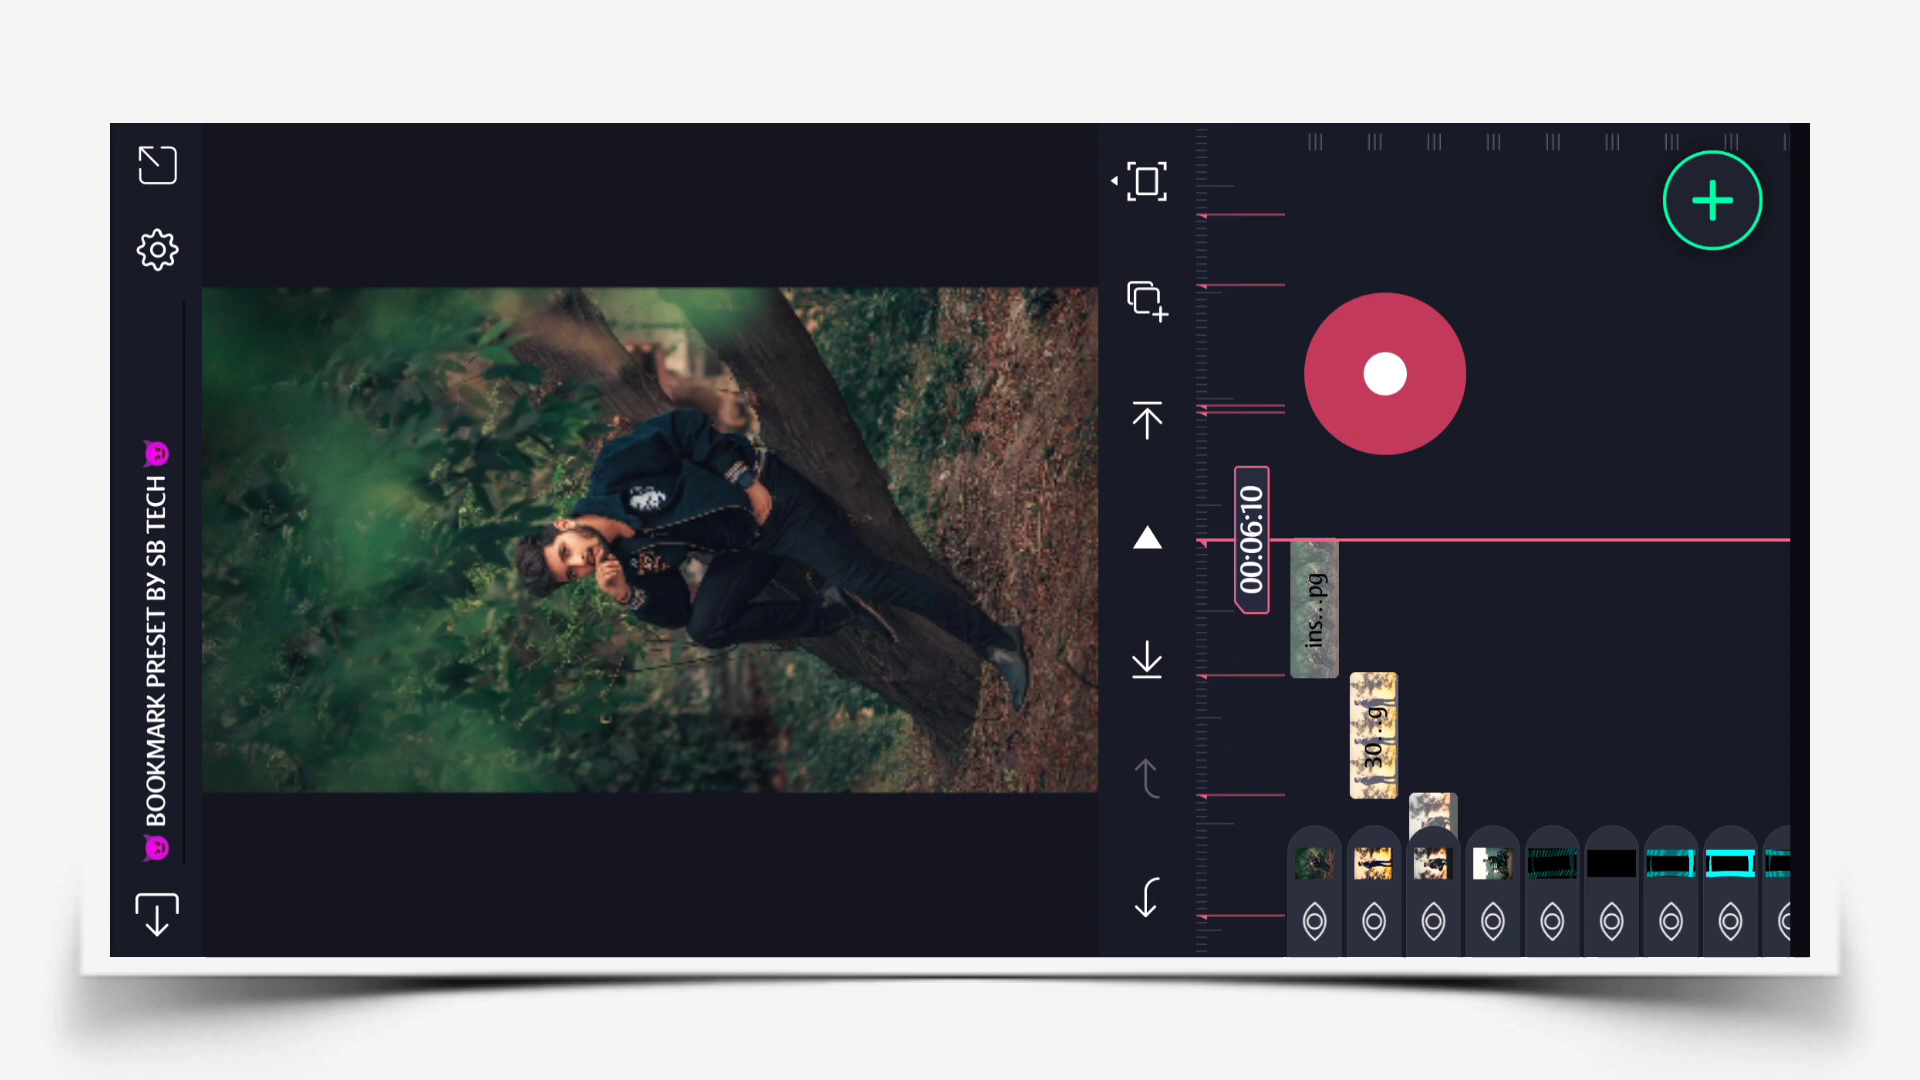 😈 BOOKMARK PRESET BY SB TECH 😈
00:06:10
ins...pg
30...g